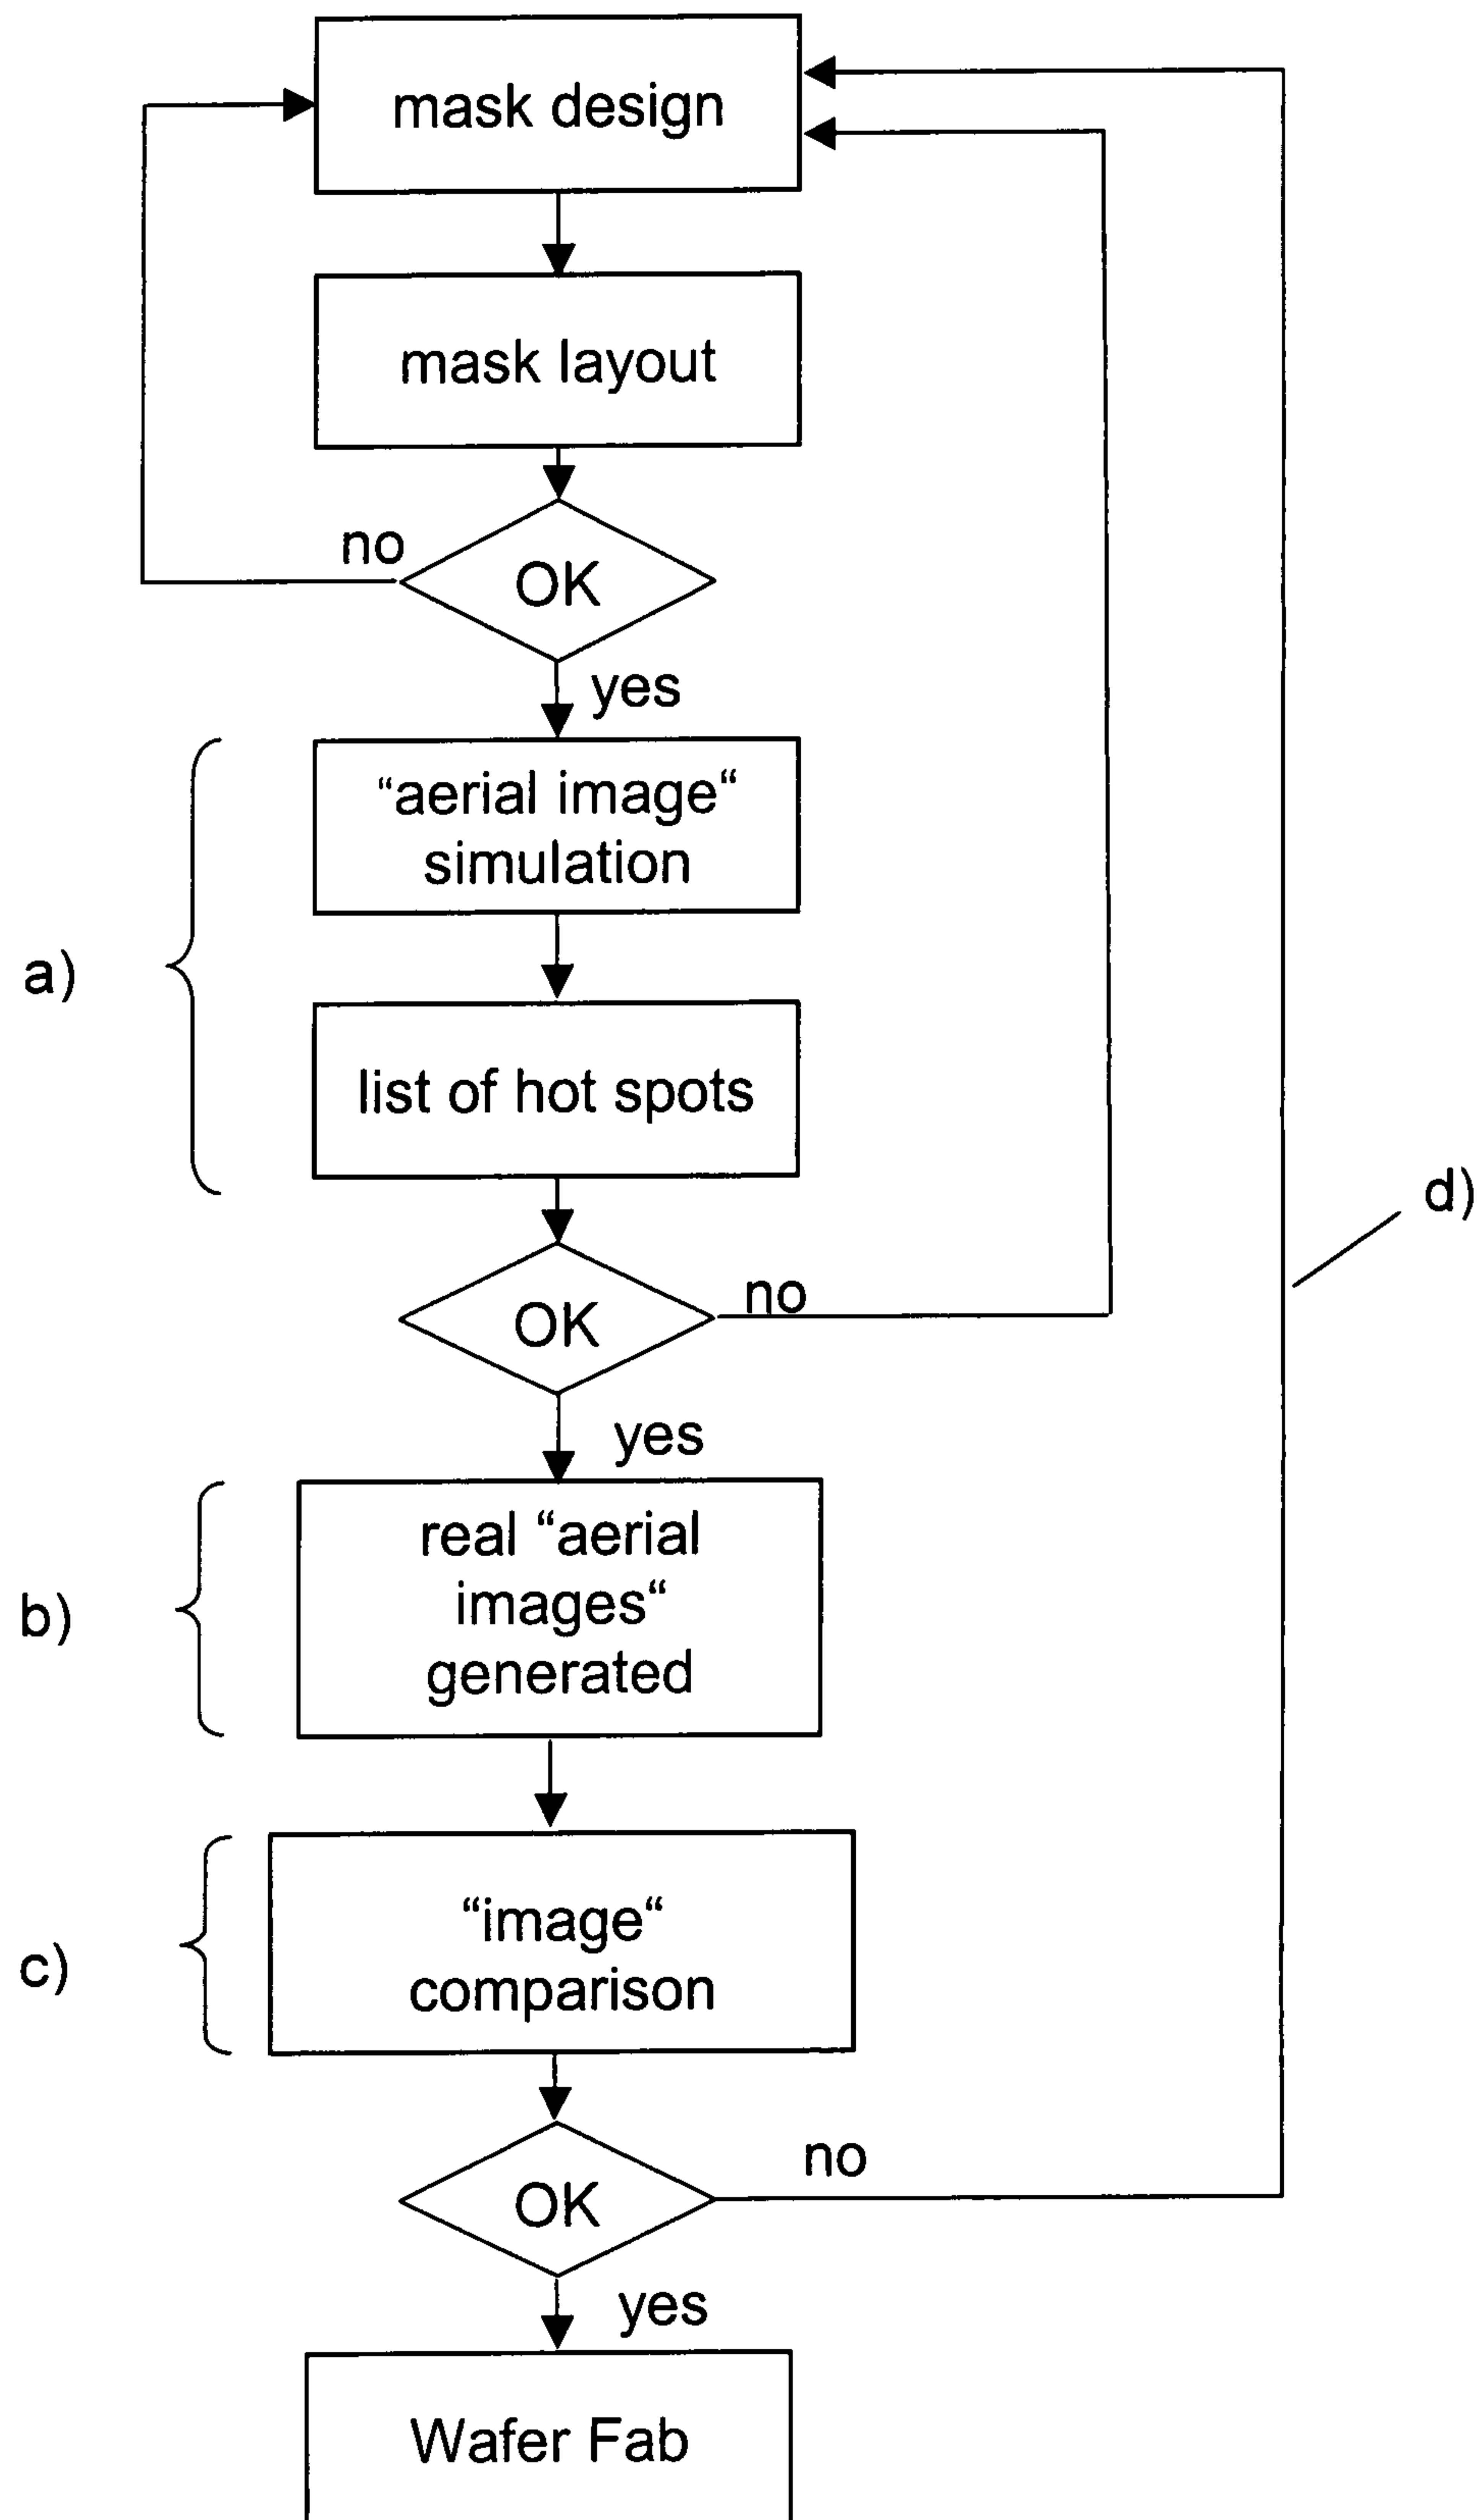 mask design
mask layout
no
OK
yes
“aerial image“
simulation
a)
list of hot spots
d)
no
OK
yes
real “aerial
images“
generated
b)
“image“
comparison
c)
no
OK
yes
Wafer Fab